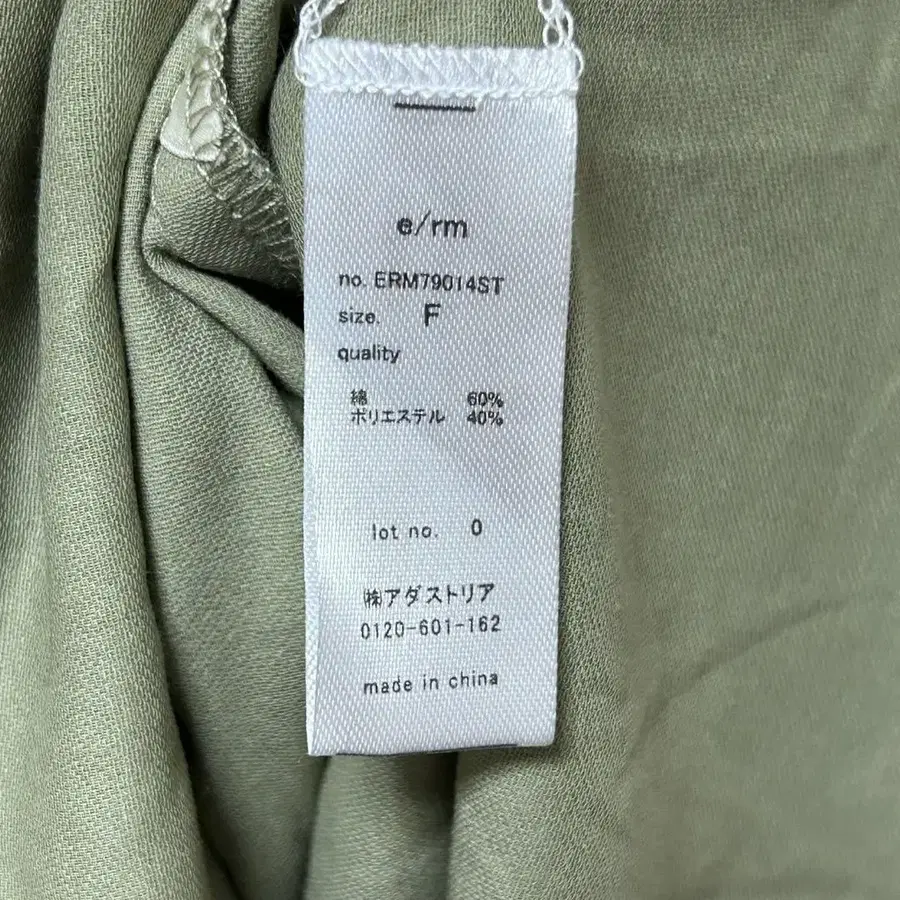 e/rm
no. ERM79014ST
size. F
quality
綿 60%
ポリエステル 40%
lot no. 0
㈱アダストリア
0120-601-162
made in china